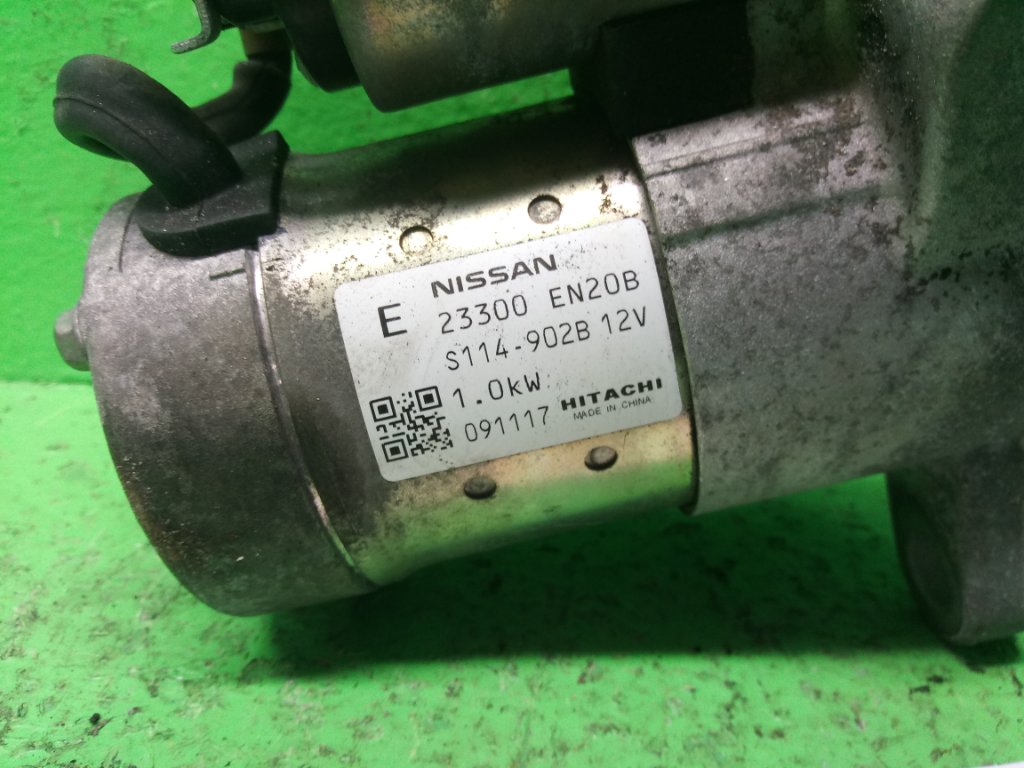 NISSAN
E 23300 EN20B
S114-902B 12V
1.0kW
HITACHI
091117 MADE IN CHINA